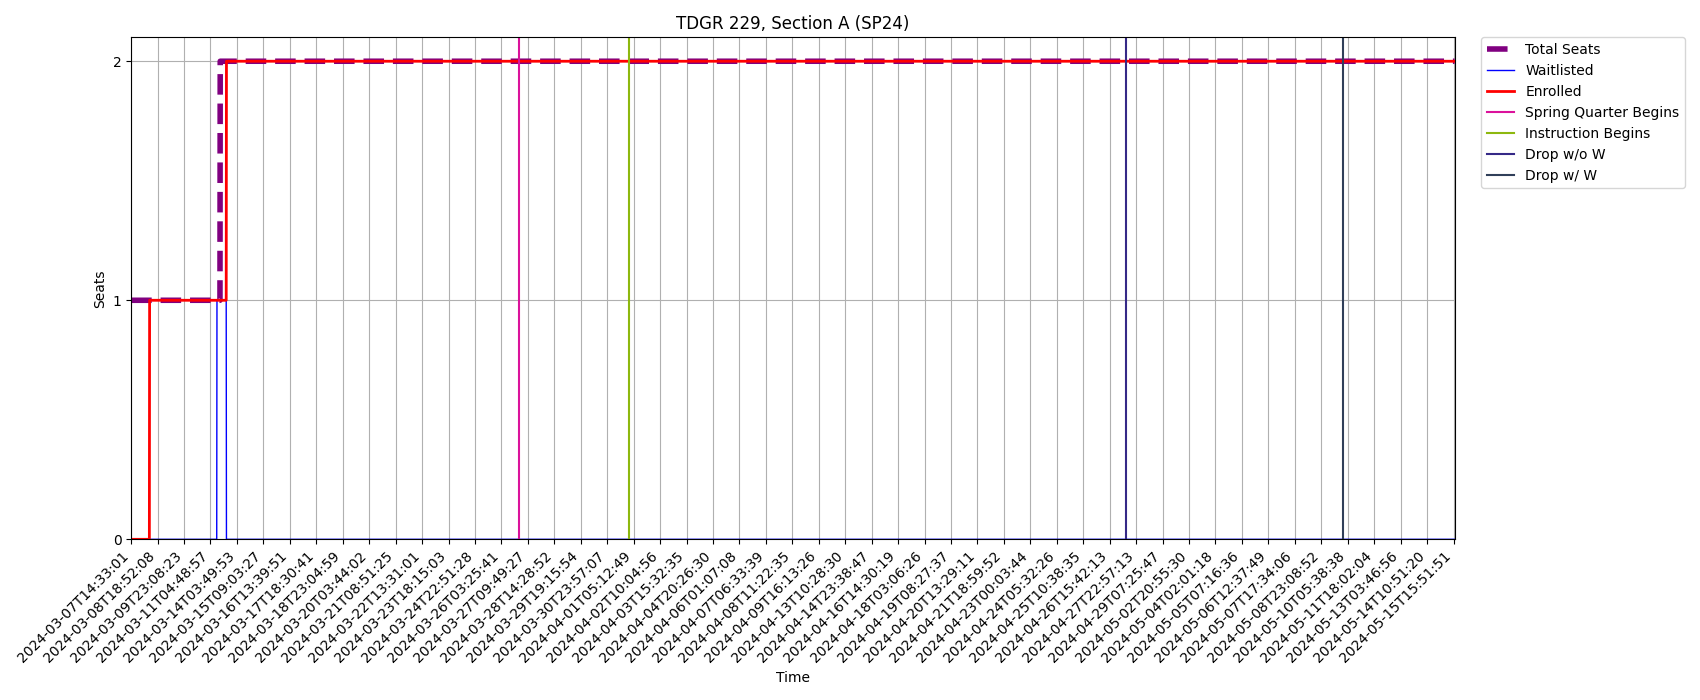 TDGR 229, Section A (SP24)
Total Seats
Waitlisted
Enrolled
Spring Quarter Begins
Instruction Begins
Drop w/o W
Drop w/ W
Seats
2
1
0
2024-03-07T14:33:01
2024-03-08T18:52:08
2024-03-09T23:08:23
2024-03-11T04:48:57
2024-03-14T03:49:53
2024-03-15T09:03:27
2024-03-16T13:39:51
2024-03-17T18:30:41
2024-03-18T23:04:59
2024-03-20T03:44:02
2024-03-21T08:51:25
2024-03-22T13:31:01
2024-03-23T18:15:03
2024-03-24T22:51:28
2024-03-26T03:25:41
2024-03-27T09:49:27
2024-03-28T14:28:52
2024-03-29T19:15:54
2024-03-30T23:57:07
2024-04-01T05:12:49
2024-04-02T10:04:56
2024-04-03T15:32:35
2024-04-04T20:26:30
2024-04-06T01:07:08
2024-04-07T06:33:39
2024-04-08T11:22:35
2024-04-09T16:13:26
2024-04-13T10:28:30
2024-04-14T23:38:47
2024-04-16T14:30:19
2024-04-18T03:06:26
2024-04-19T08:27:37
2024-04-20T13:29:11
2024-04-21T18:59:52
2024-04-23T00:03:44
2024-04-24T05:32:26
2024-04-25T10:38:35
2024-04-26T15:42:13
2024-04-27T22:57:13
2024-04-29T07:25:47
2024-05-02T20:55:30
2024-05-04T02:01:18
2024-05-05T07:16:36
2024-05-06T12:37:49
2024-05-07T17:34:06
2024-05-08T23:08:52
2024-05-10T05:38:38
2024-05-11T18:02:04
2024-05-13T03:46:56
2024-05-14T10:51:20
2024-05-15T15:51:51
Time